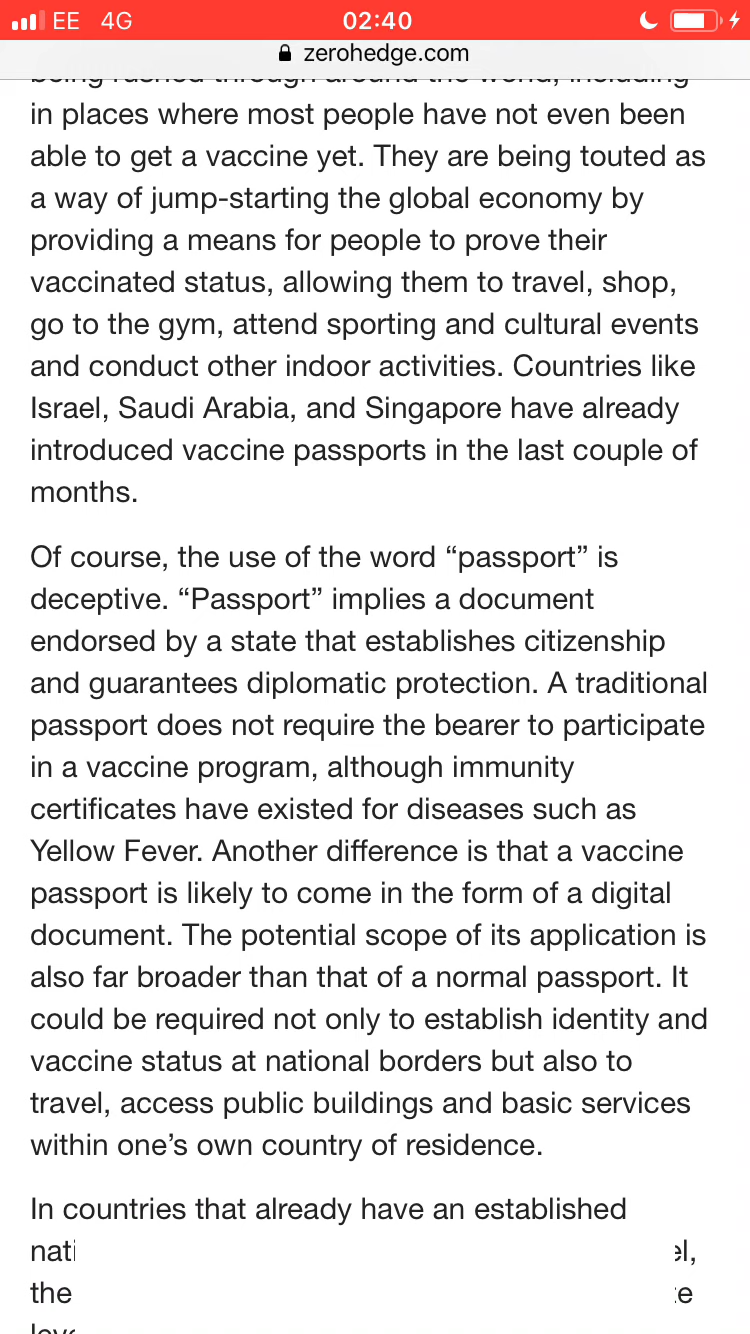 EE 4G 02:40
zerohedge.com
being rushed through around the world, including
in places where most people have not even been
able to get a vaccine yet. They are being touted as
a way of jump-starting the global economy by
providing a means for people to prove their
vaccinated status, allowing them to travel, shop,
go to the gym, attend sporting and cultural events
and conduct other indoor activities. Countries like
Israel, Saudi Arabia, and Singapore have already
introduced vaccine passports in the last couple of
months.
Of course, the use of the word “passport” is
deceptive. “Passport” implies a document
endorsed by a state that establishes citizenship
and guarantees diplomatic protection. A traditional
passport does not require the bearer to participate
in a vaccine program, although immunity
certificates have existed for diseases such as
Yellow Fever. Another difference is that a vaccine
passport is likely to come in the form of a digital
document. The potential scope of its application is
also far broader than that of a normal passport. It
could be required not only to establish identity and
vaccine status at national borders but also to
travel, access public buildings and basic services
within one’s own country of residence.
In countries that already have an established
the